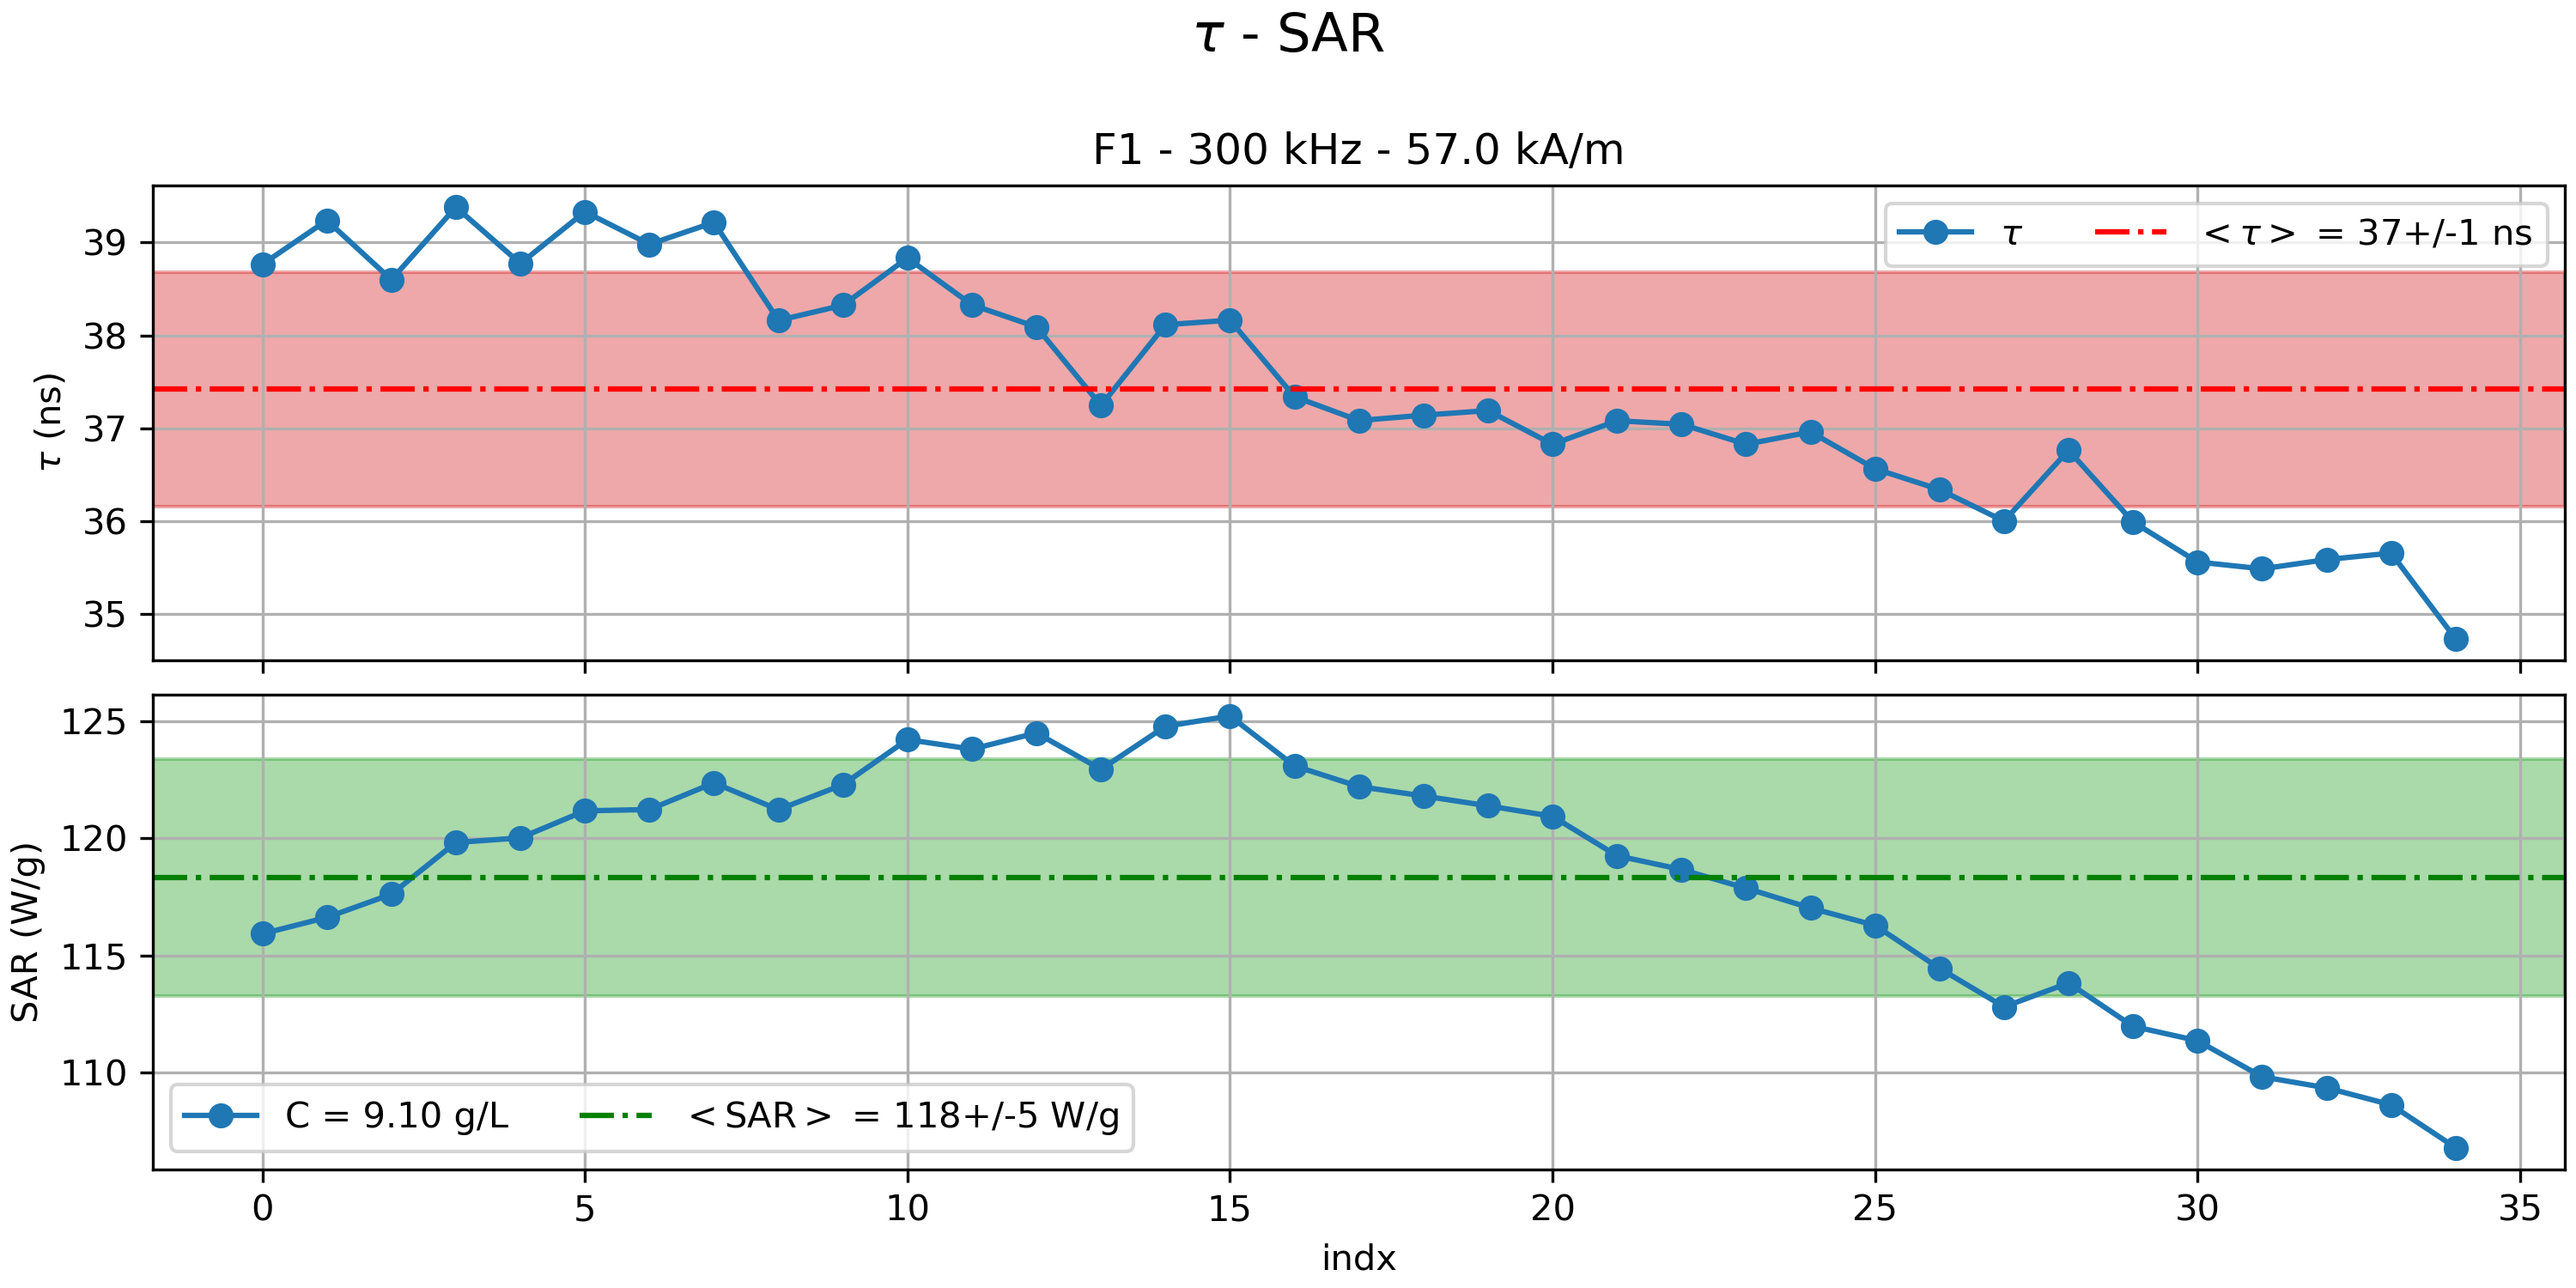 τ - SAR
F1 - 300 kHz - 57.0 kA/m
τ (ns)
39
38
37
36
35
τ
<τ> = 37+/-1 ns
SAR (W/g)
125
120
115
110
C = 9.10 g/L
<SAR> = 118+/-5 W/g
0 5 10 15 20 25 30 35
indx